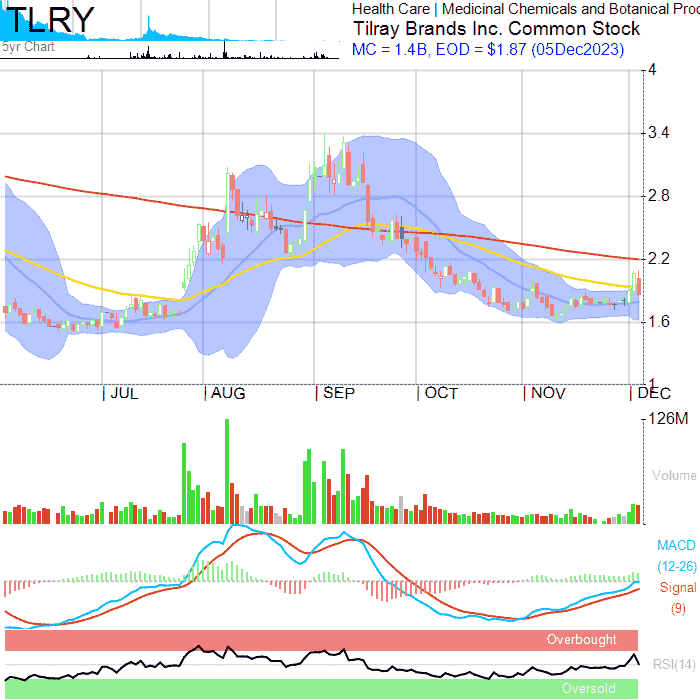 TLRY
5yr Chart
Health Care | Medicinal Chemicals and Botanical Proc
Tilray Brands Inc. Common Stock
MC = 1.4B, EOD = $1.87 (05Dec2023)
4
3.4
2.8
2.2
1.6
1
JUL AUG SEP OCT NOV DEC
126M
Volume
MACD
(12-26)
Signal
(9)
Overbought
RSI(14)
Oversold